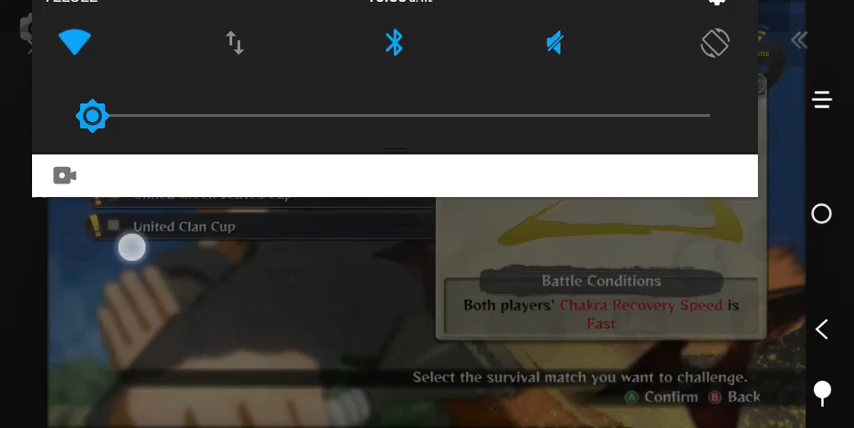 United Clan Cup
Battle Conditions
Both players' Chakra Recovery Speed is
Fast
Select the survival match you want to challenge.
A Confirm B Back